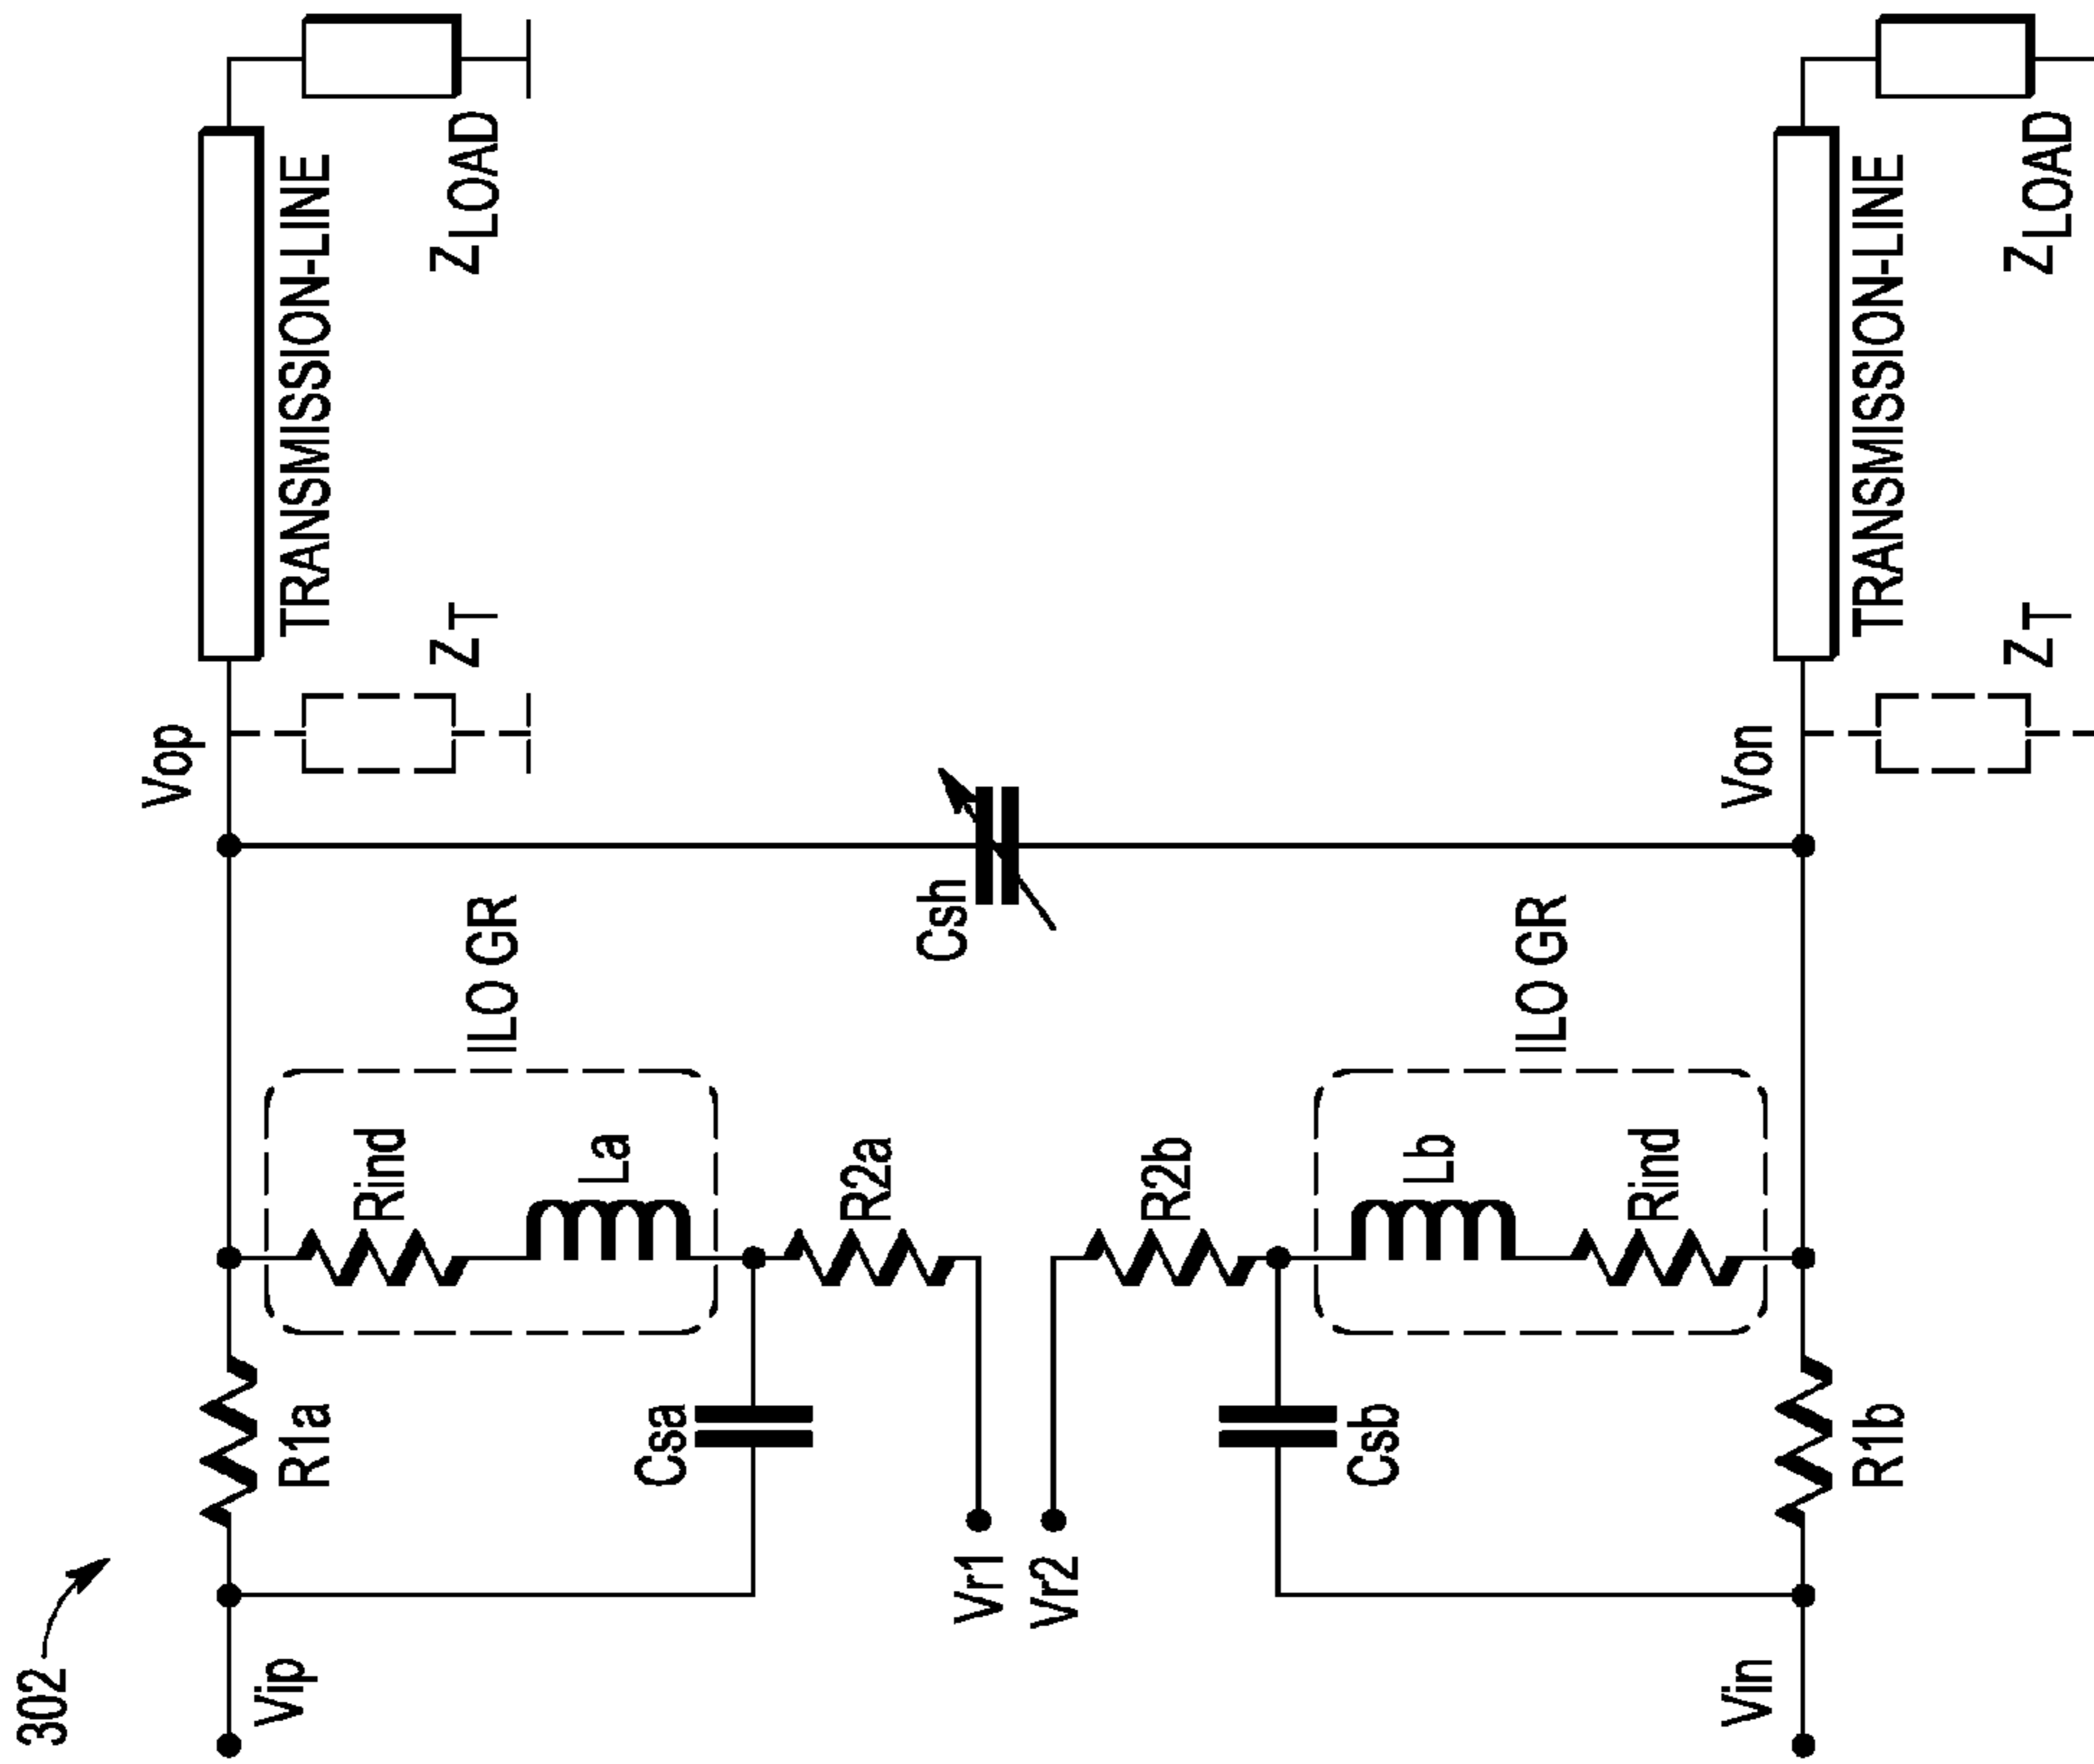 302
Vip
R1a
Rind
La
ILO GR
Csa
R2a
Vr1
Vop
ZT
TRANSMISSION-LINE
ZLOAD
Csh
Vr2
R2b
Csb
Lb
Rind
ILO GR
Vin
R1b
Von
ZT
TRANSMISSION-LINE
ZLOAD